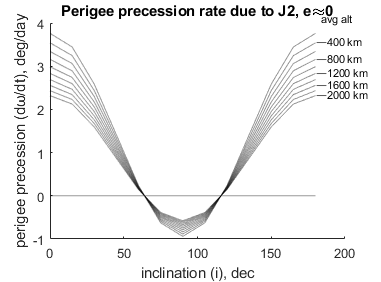 Perigee precession rate due to J2, e≈0
avg alt
400 km
800 km
1200 km
1600 km
2000 km
4
3
2
1
0
-1
perigee precession (dω/dt), deg/day
0 50 100 150 200
inclination (i), dec